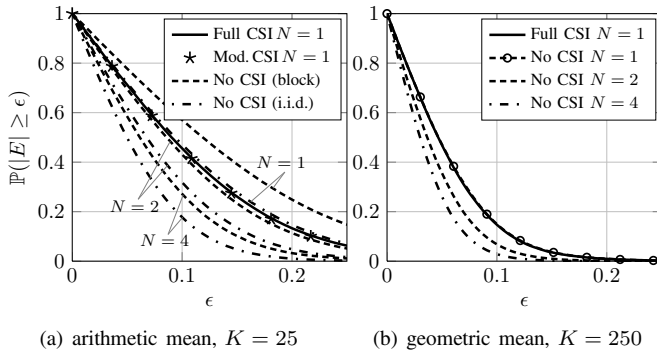 ℙ(|E| ≥ ϵ)
1
0.8
0.6
0.4
0.2
0
0
0.1
0.2
ϵ
Full CSI N = 1
Mod. CSI N = 1
No CSI (block)
No CSI (i.i.d.)
N = 1
N = 2
N = 4
(a) arithmetic mean, K = 25
1
0.8
0.6
0.4
0.2
0
0
0.1
0.2
ϵ
Full CSI N = 1
No CSI N = 1
No CSI N = 2
No CSI N = 4
(b) geometric mean, K = 250